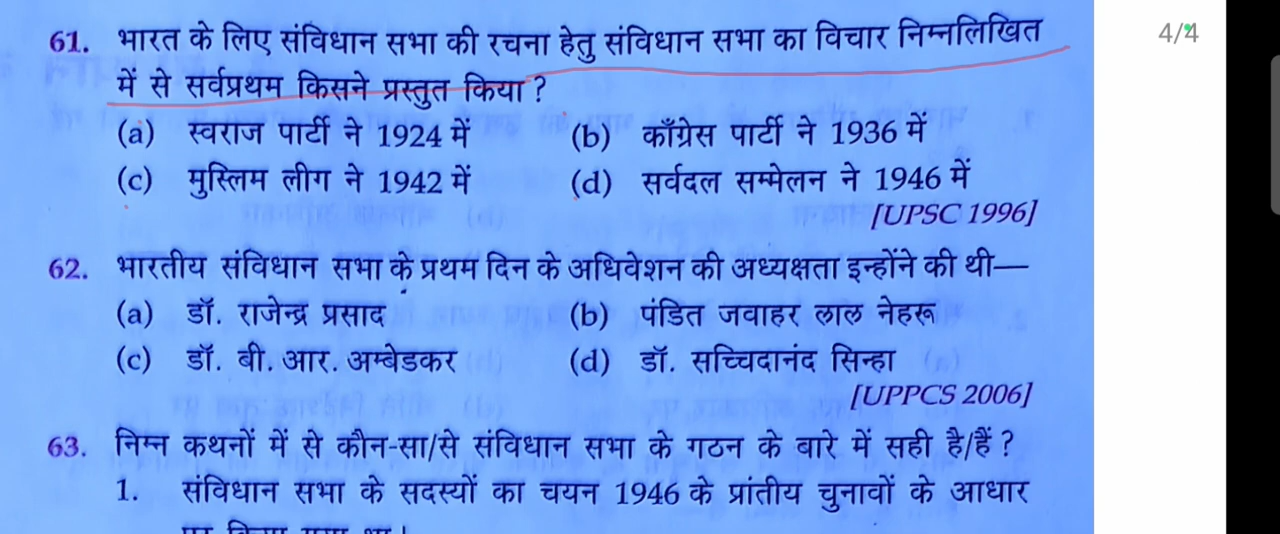 61. भारत के लिए संविधान सभा की रचना हेतु संविधान सभा का विचार निम्नलिखित
में से सर्वप्रथम किसने प्रस्तुत किया ?
(a) स्वराज पार्टी ने 1924 में (b) काँग्रेस पार्टी ने 1936 में
(c) मुस्लिम लीग ने 1942 में (d) सर्वदल सम्मेलन ने 1946 में
[UPSC 1996]
62. भारतीय संविधान सभा के प्रथम दिन के अधिवेशन की अध्यक्षता इन्होंने की थी—
(a) डॉ. राजेन्द्र प्रसाद (b) पंडित जवाहर लाल नेहरू
(c) डॉ. बी. आर. अम्बेडकर (d) डॉ. सच्चिदानंद सिन्हा
[UPPCS 2006]
63. निम्न कथनों में से कौन-सा/से संविधान सभा के गठन के बारे में सही है/हैं ?
1. संविधान सभा के सदस्यों का चयन 1946 के प्रांतीय चुनावों के आधार
4/4